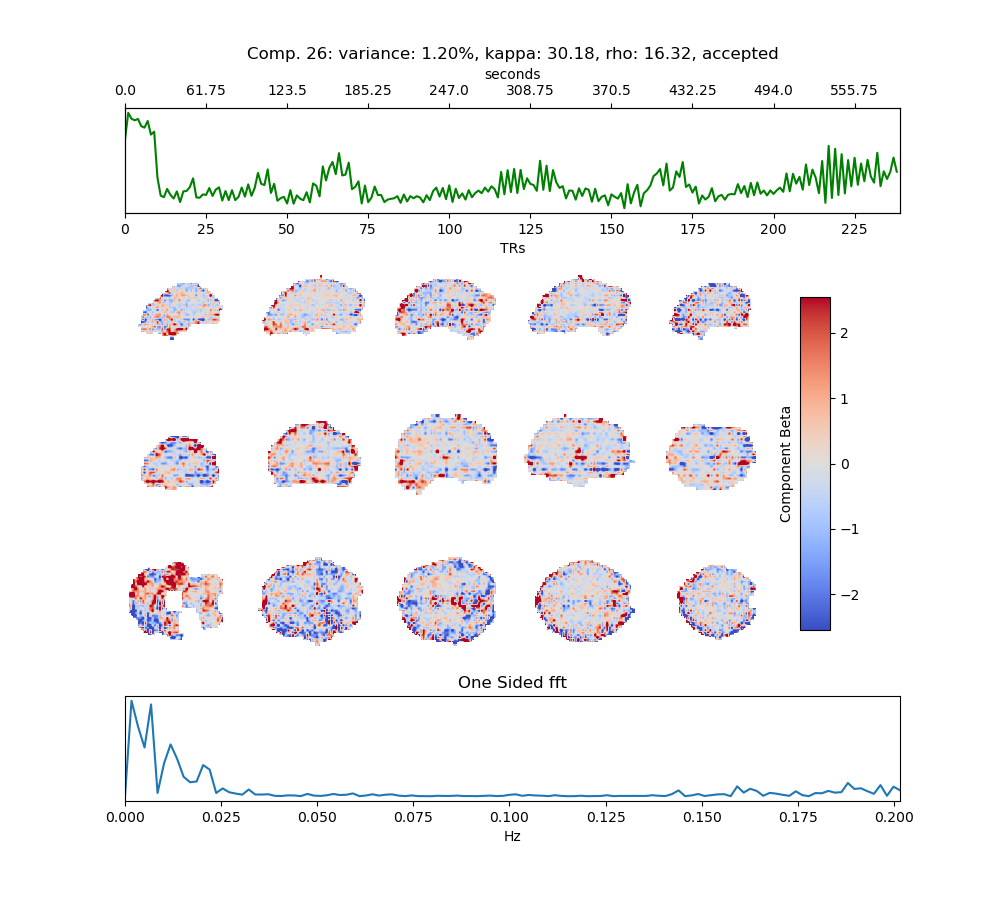 Comp. 26: variance: 1.20%, kappa: 30.18, rho: 16.32, accepted
seconds
0.0 61.75 123.5 185.25 247.0 308.75 370.5 432.25 494.0 555.75
0 25 50 75 100 125 150 175 200 225
TRs
2
1
0
−1
−2
Component Beta
One Sided fft
0.000 0.025 0.050 0.075 0.100 0.125 0.150 0.175 0.200
Hz